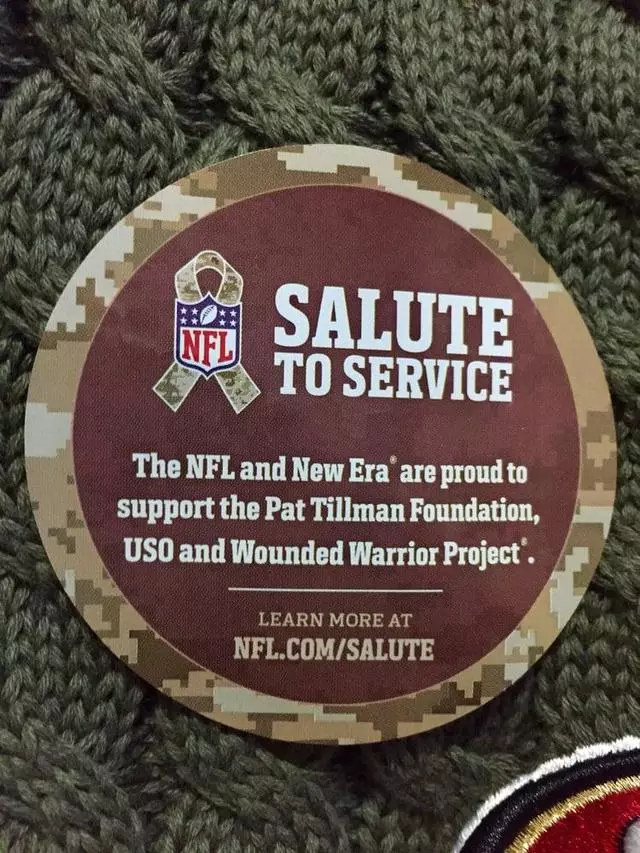 NFL
SALUTE
TO SERVICE
The NFL and New Era® are proud to
support the Pat Tillman Foundation,
USO and Wounded Warrior Project®.
LEARN MORE AT
NFL.COM/SALUTE